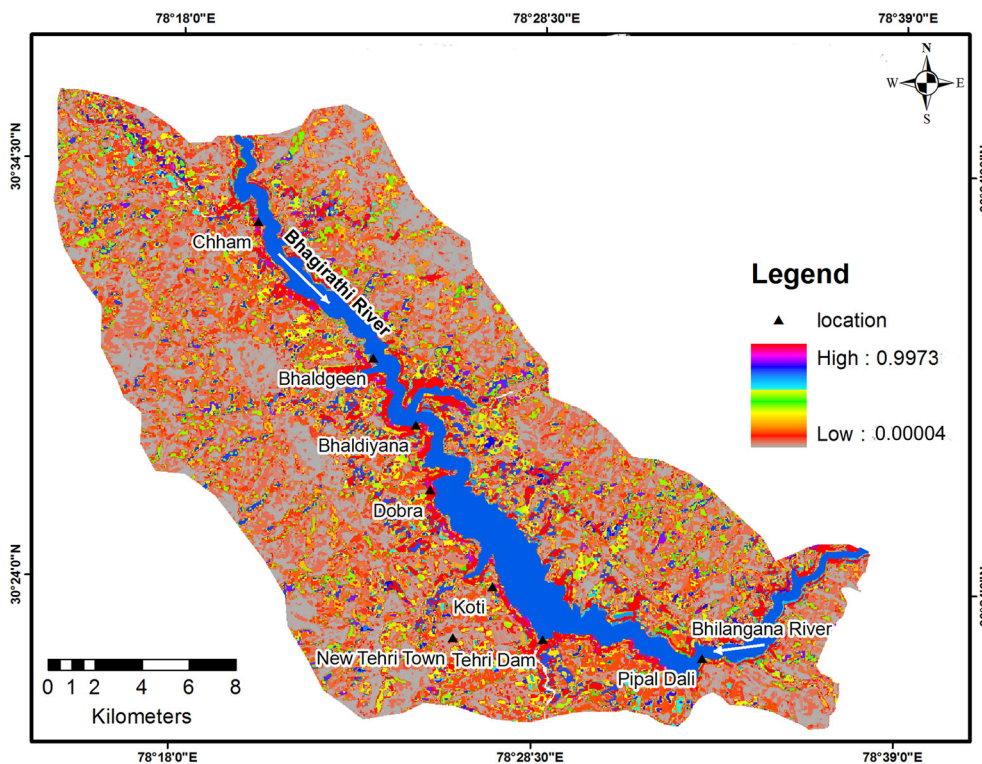 78°18'0"E 78°28'30"E 78°39'0"E
N
W E
S
30°34'30"N
Chham
Bhagirathi River
Legend
location
High : 0.9973
Low : 0.00004
Bhaldgeen
Bhaldiyana
Dobra
30°24'0"N
Koti
Bhilangana River
New Tehri Town Tehri Dam
Pipal Dali
0 1 2 4 6 8
Kilometers
78°18'0"E 78°28'30"E 78°39'0"E